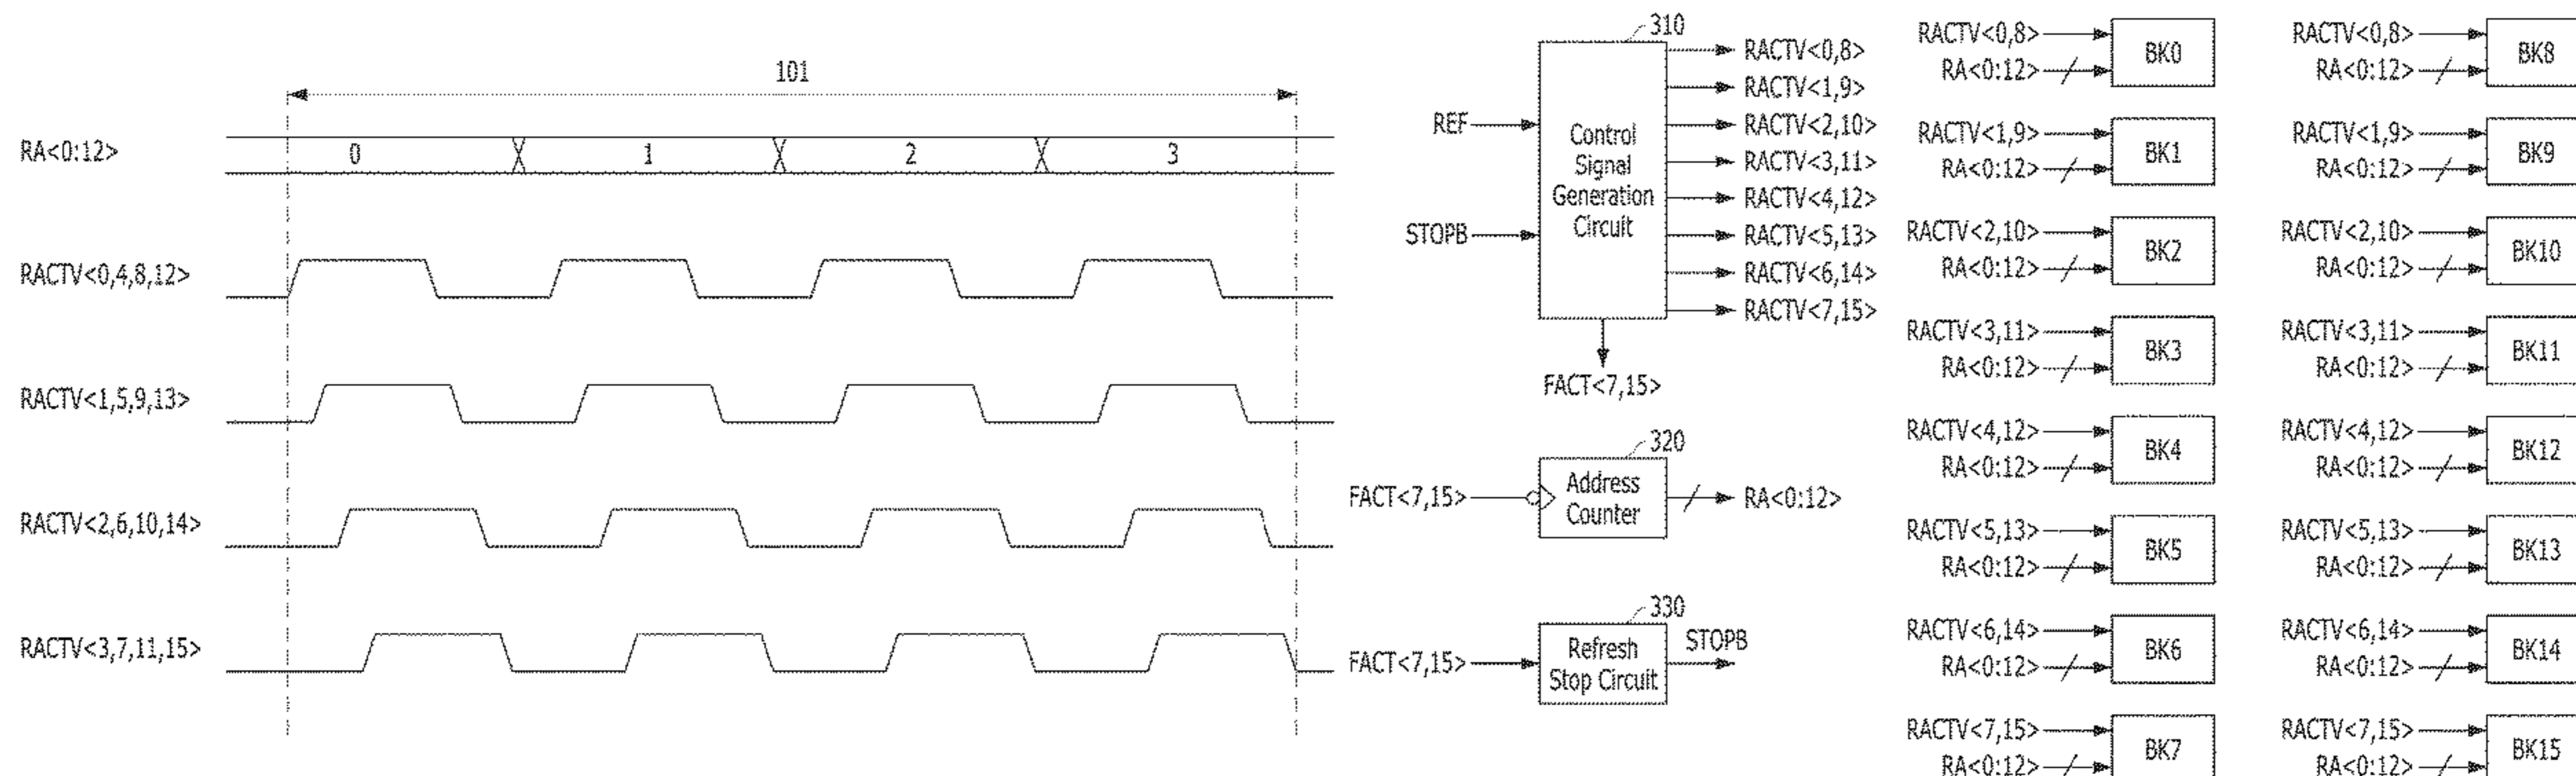 101
RA<0:12>
0
1
2
3
RACTV<0,4,8,12>
RACTV<1,5,9,13>
RACTV<2,6,10,14>
RACTV<3,7,11,15>
310
REF
STOPB
Control
Signal
Generation
Circuit
RACTV<0,8>
RACTV<1,9>
RACTV<2,10>
RACTV<3,11>
RACTV<4,12>
RACTV<5,13>
RACTV<6,14>
RACTV<7,15>
FACT<7,15>
320
FACT<7,15>
Address
Counter
RA<0:12>
330
FACT<7,15>
Refresh
Stop Circuit
STOPB
RACTV<0,8>
RA<0:12>
BK0
RACTV<1,9>
RA<0:12>
BK1
RACTV<2,10>
RA<0:12>
BK2
RACTV<3,11>
RA<0:12>
BK3
RACTV<4,12>
RA<0:12>
BK4
RACTV<5,13>
RA<0:12>
BK5
RACTV<6,14>
RA<0:12>
BK6
RACTV<7,15>
RA<0:12>
BK7
RACTV<0,8>
RA<0:12>
BK8
RACTV<1,9>
RA<0:12>
BK9
RACTV<2,10>
RA<0:12>
BK10
RACTV<3,11>
RA<0:12>
BK11
RACTV<4,12>
RA<0:12>
BK12
RACTV<5,13>
RA<0:12>
BK13
RACTV<6,14>
RA<0:12>
BK14
RACTV<7,15>
RA<0:12>
BK15